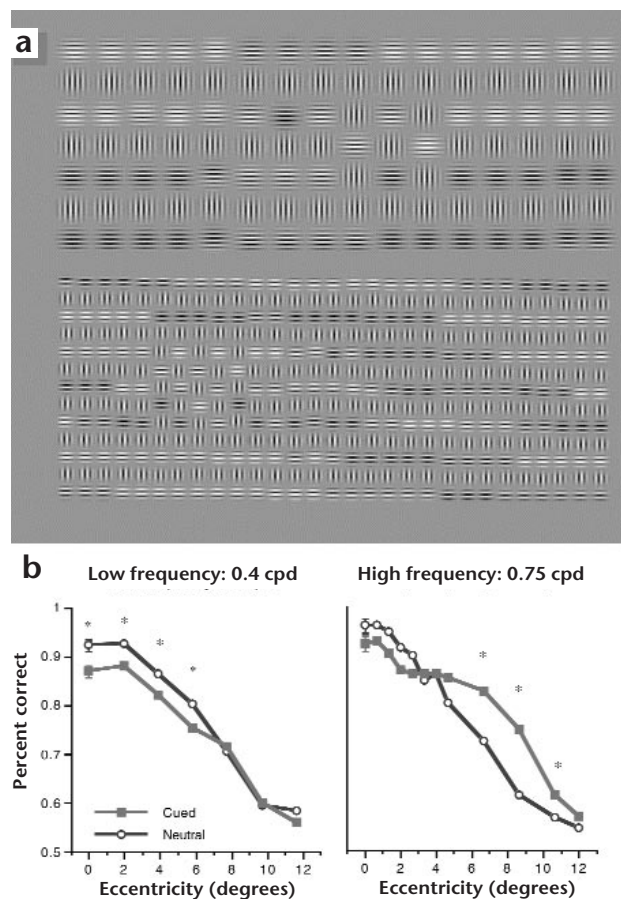 a
b
Low frequency: 0.4 cpd
High frequency: 0.75 cpd
Percent correct
1
0.9
0.8
0.7
0.6
0.5
* * * *
* * *
Cued
Neutral
0 2 4 6 8 10 12
0 2 4 6 8 10 12
Eccentricity (degrees)
Eccentricity (degrees)